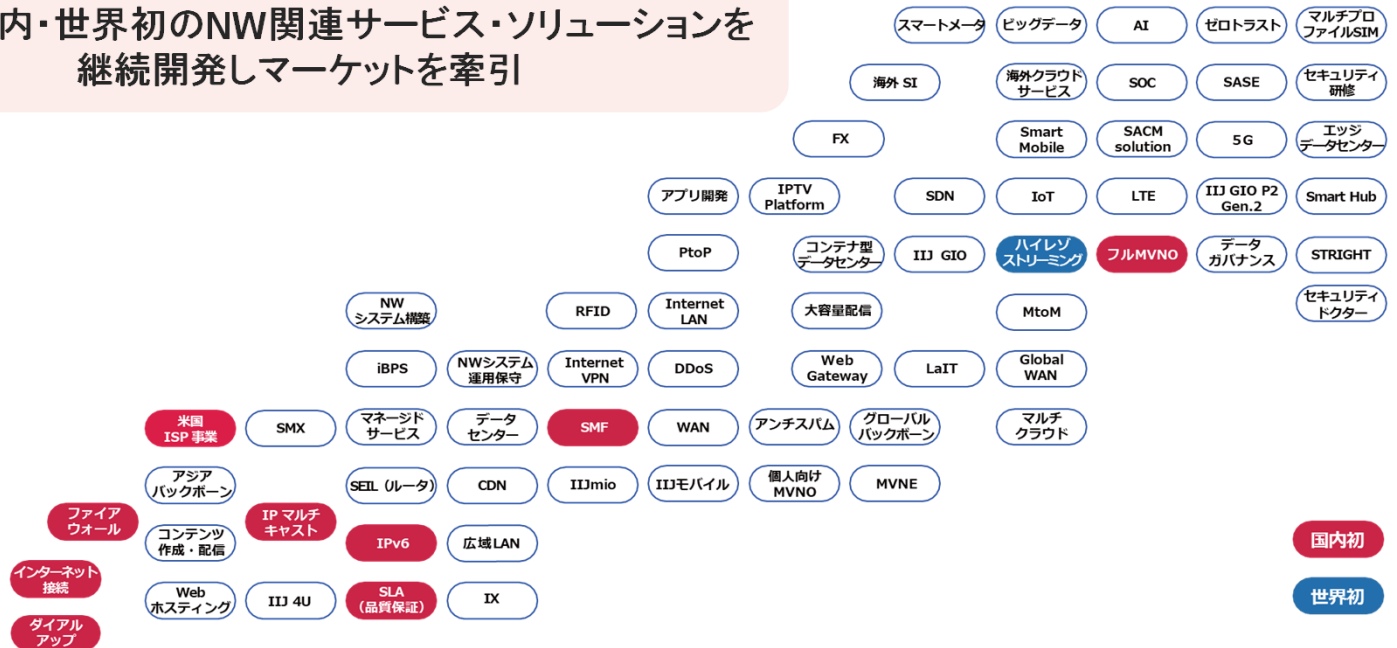 内・世界初のNW関連サービス・ソリューションを
継続開発しマーケットを牽引
スマートメータ
ビッグデータ
AI
ゼロトラスト
マルチプロ
ファイルSIM
海外 SI
海外クラウド
サービス
SOC
SASE
セキュリティ
研修
FX
Smart
Mobile
SACM
solution
5G
エッジ
データセンター
アプリ開発
IPTV
Platform
SDN
IoT
LTE
IIJ GIO P2
Gen.2
Smart Hub
PtoP
コンテナ型
データセンター
IIJ GIO
ハイレゾ
ストリーミング
フルMVNO
データ
ガバナンス
STRIGHT
NW
システム構築
RFID
Internet
LAN
大容量配信
MtoM
セキュリティ
ドクター
iBPS
NWシステム
運用保守
Internet
VPN
DDoS
Web
Gateway
LaIT
Global
WAN
米国
ISP 事業
SMX
マネージド
サービス
データ
センター
SMF
WAN
アンチスパム
グローバル
バックボーン
マルチ
クラウド
アジア
バックボーン
SEIL（ルータ）
CDN
IIJmio
IIJモバイル
個人向け
MVNO
MVNE
ファイア
ウォール
コンテンツ
作成・配信
IP マルチ
キャスト
IPv6
広域LAN
国内初
インターネット
接続
Web
ホスティング
IIJ 4U
SLA
（品質保証）
IX
世界初
ダイアル
アップ